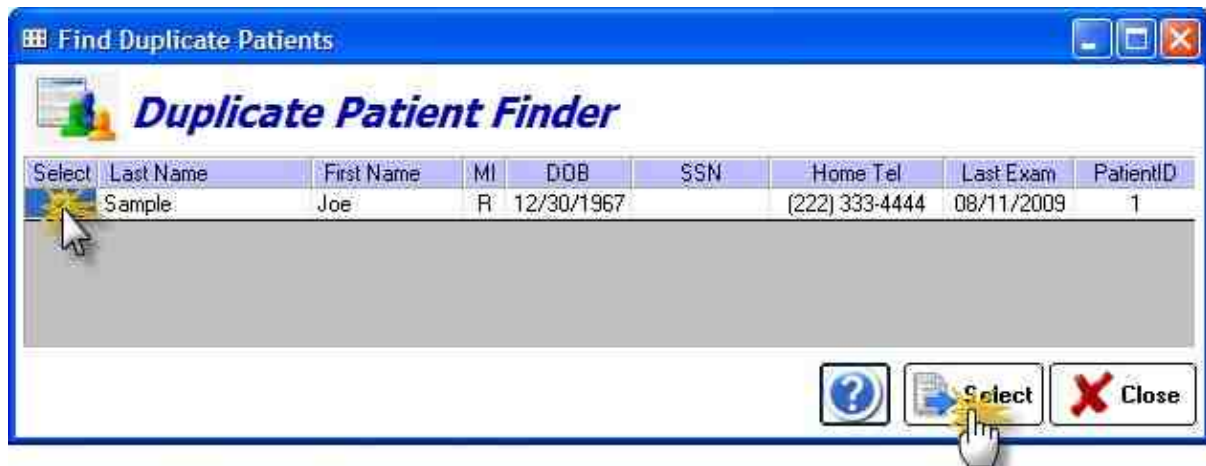 Find Duplicate Patients
Duplicate Patient Finder
Select Last Name First Name MI DOB SSN Home Tel Last Exam PatientID
Sample Joe R 12/30/1967 (222) 333-4444 08/11/2009 1
? Select Close